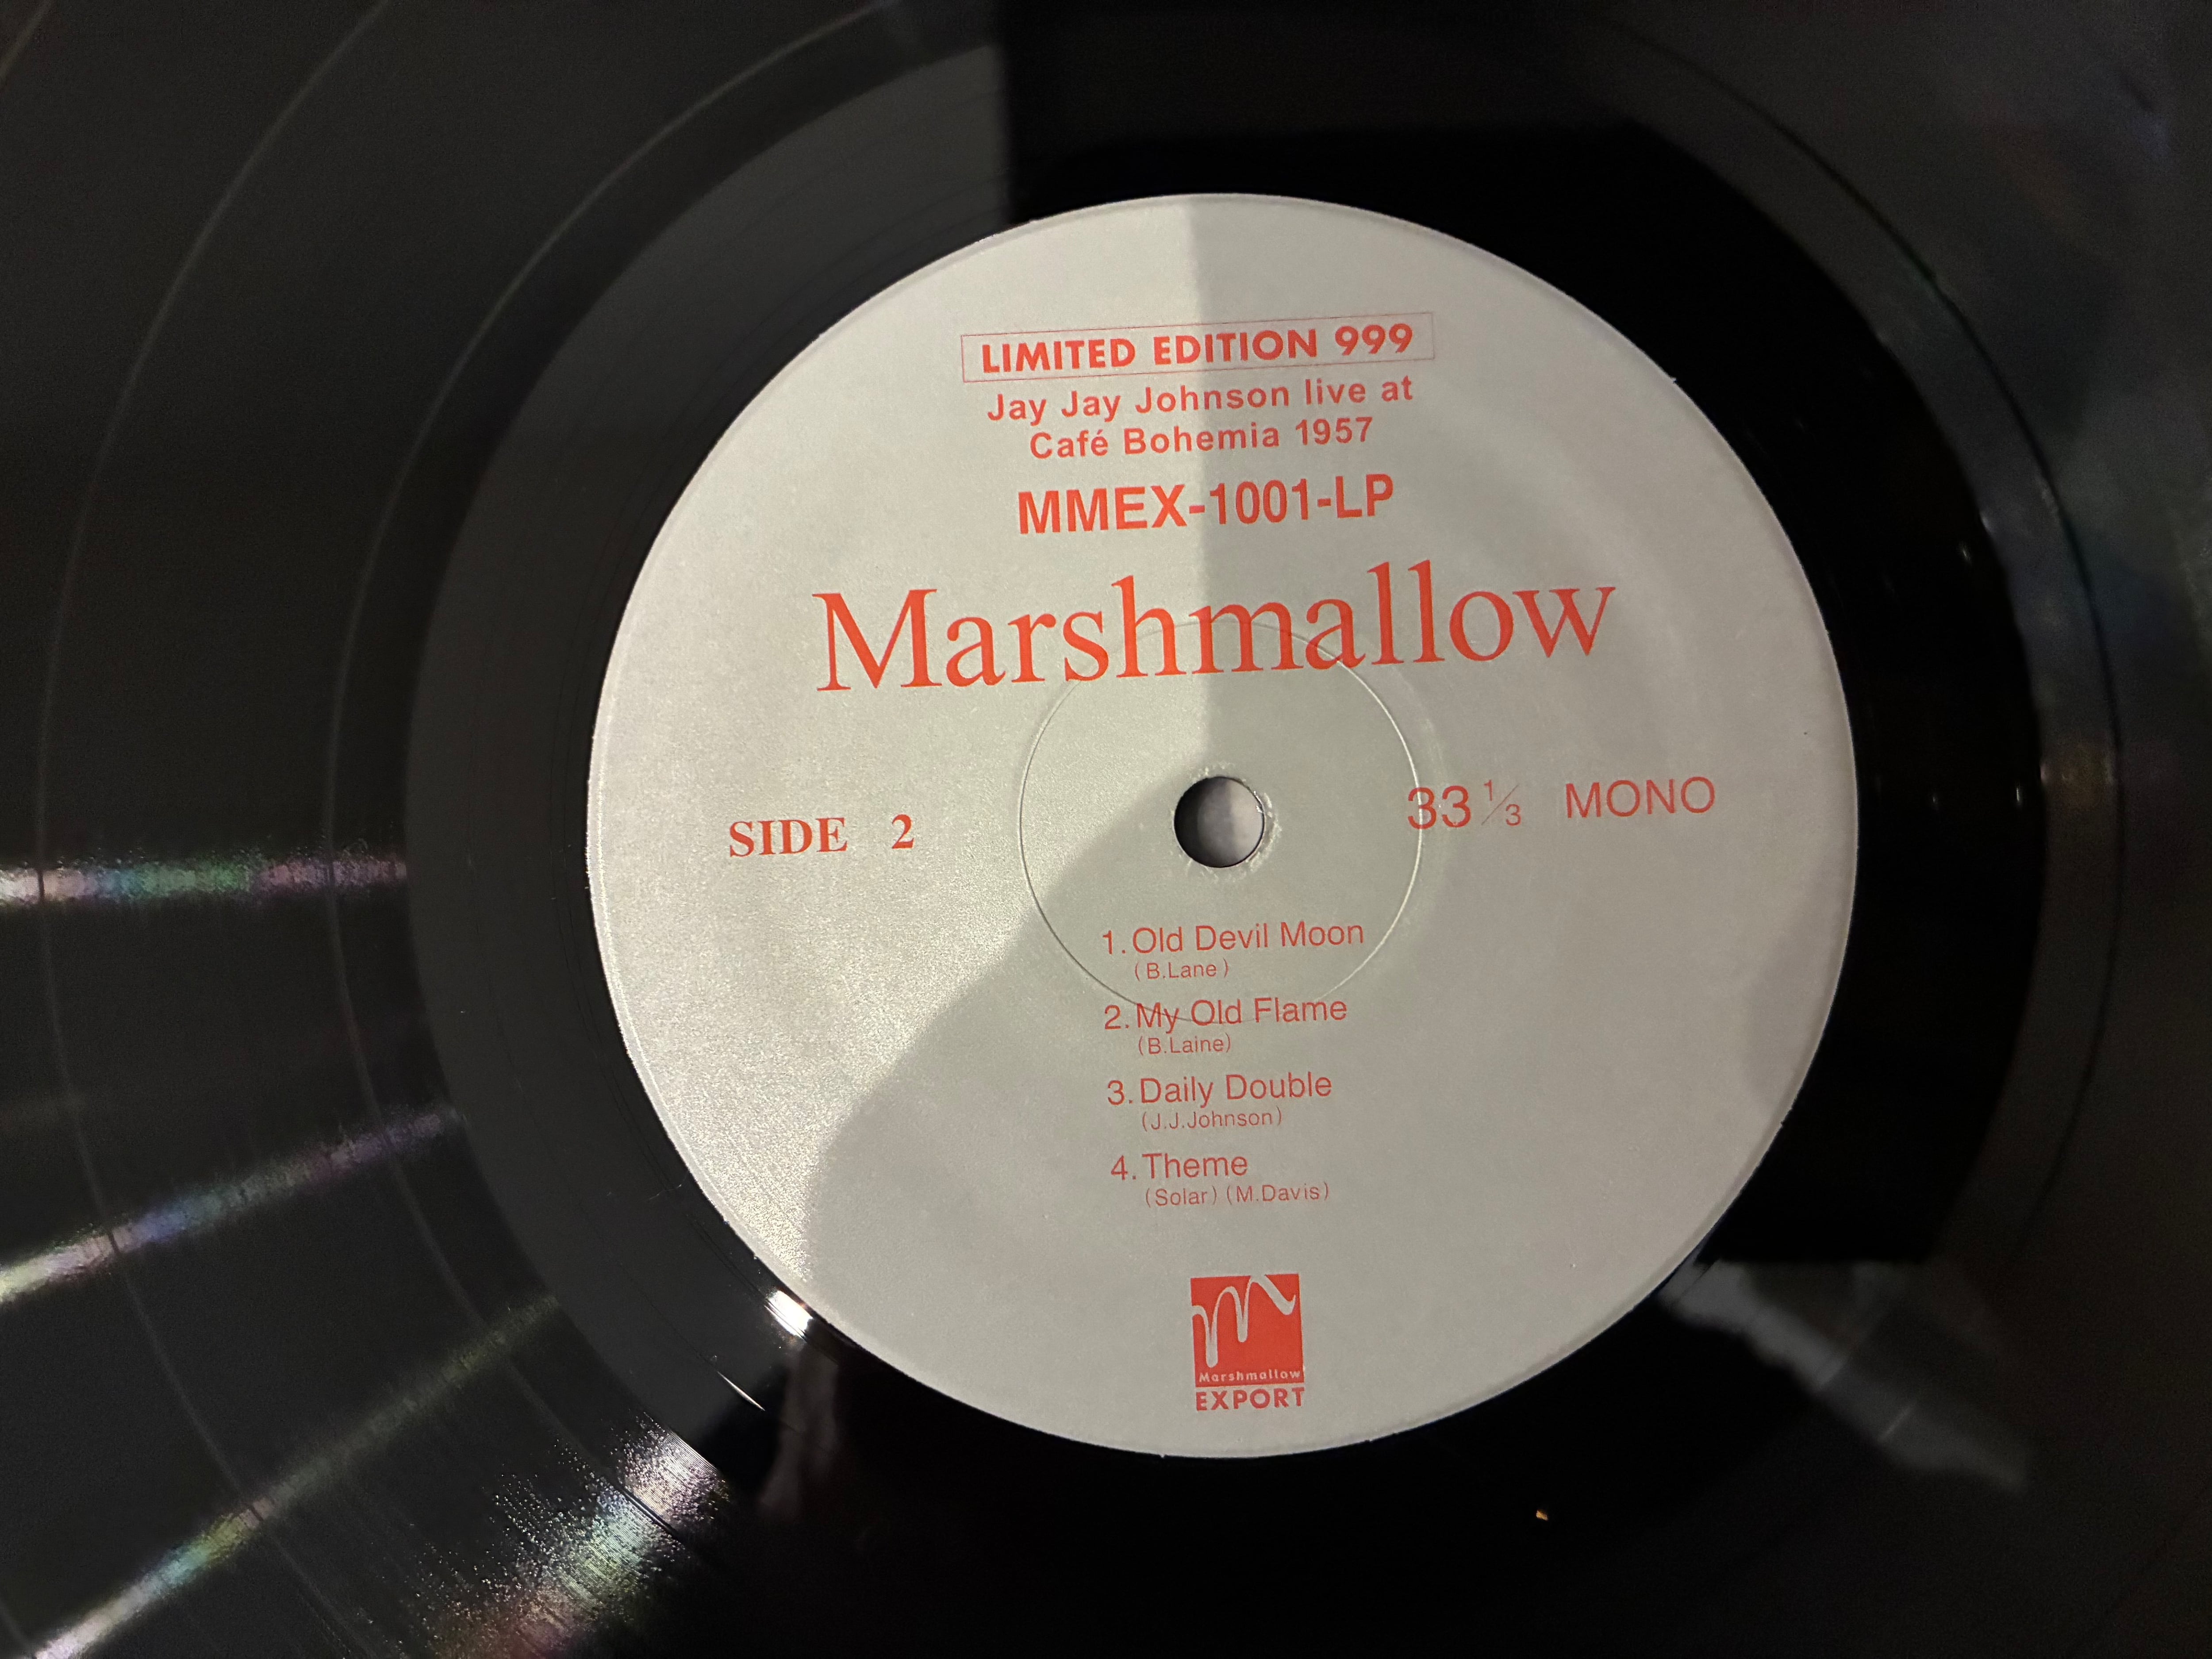 LIMITED EDITION 999
Jay Jay Johnson live at
Café Bohemia 1957
MMEX-1001-LP
Marshmallow
SIDE 2
33 1/3 MONO
1. Old Devil Moon
(B.Lane)
2. My Old Flame
(B.Laine)
3. Daily Double
(J.J.Johnson)
4. Theme
(Solar) (M.Davis)
Marshmallow
EXPORT